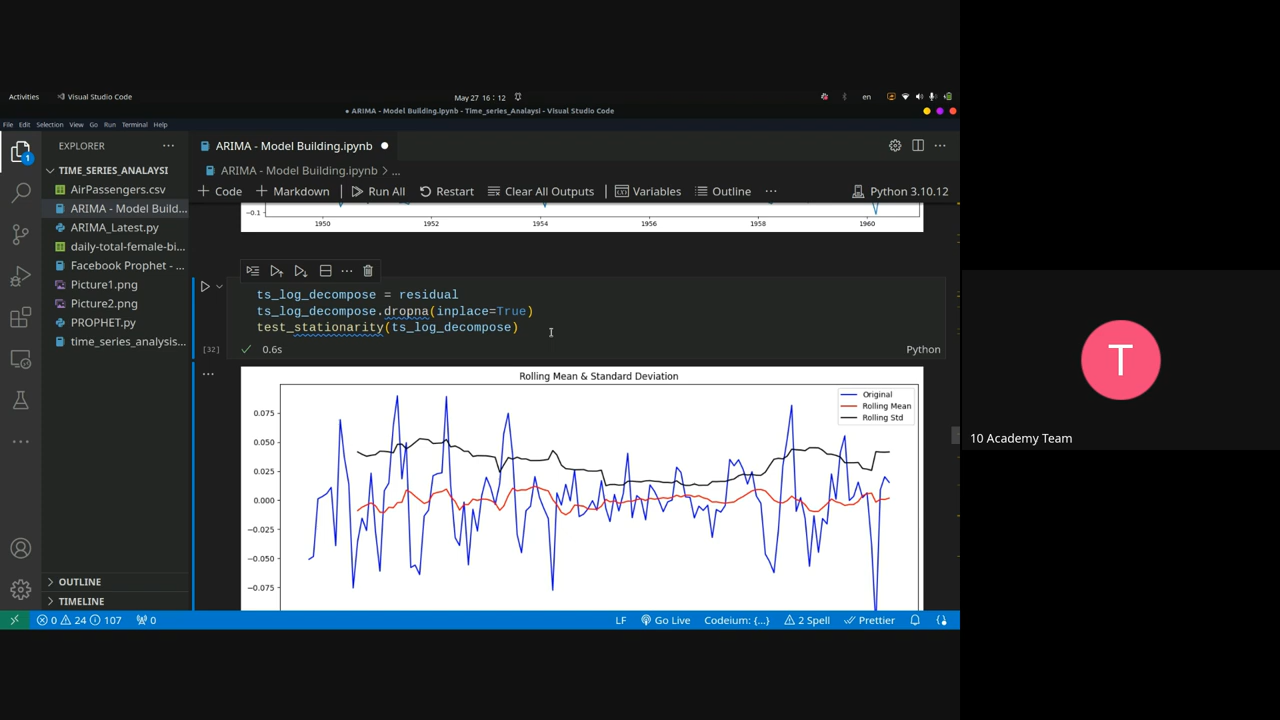 Activities
Visual Studio Code
May 27 16:12
en
• ARIMA - Model Building.ipynb - Time_series_Analaysi - Visual Studio Code
File Edit Selection View Go Run Terminal Help
1
EXPLORER
TIME_SERIES_ANALAYSI
AirPassengers.csv
ARIMA - Model Build...
ARIMA_Latest.py
daily-total-female-bi...
Facebook Prophet - ...
Picture1.png
Picture2.png
PROPHET.py
time_series_analysis...
OUTLINE
TIMELINE
ARIMA - Model Building.ipynb
ARIMA - Model Building.ipynb > ...
+ Code + Markdown Run All Restart Clear All Outputs Variables Outline ... Python 3.10.12
−0.1
1950 1952 1954 1956 1958 1960
ts_log_decompose = residual
ts_log_decompose.dropna(inplace=True)
test_stationarity(ts_log_decompose)
[32] 0.6s Python
Rolling Mean & Standard Deviation
Original
Rolling Mean
Rolling Std
0.075
0.050
0.025
0.000
−0.025
−0.050
−0.075
0 24 107 0 LF Go Live Codeium: {...} 2 Spell Prettier
T
10 Academy Team